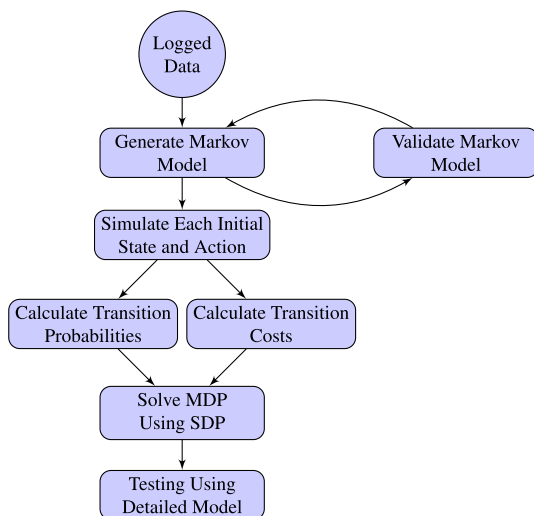 Logged
Data
Generate Markov
Model
Validate Markov
Model
Simulate Each Initial
State and Action
Calculate Transition
Probabilities
Calculate Transition
Costs
Solve MDP
Using SDP
Testing Using
Detailed Model